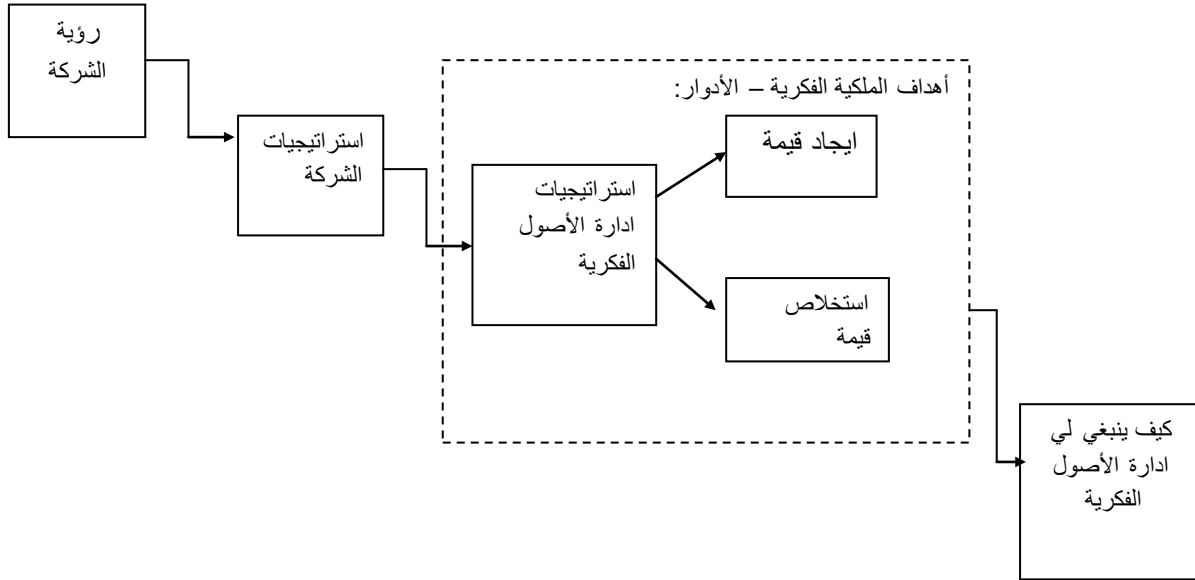 رؤية
الشركة
أهداف الملكية الفكرية – الأدوار:
استراتيجيات
الشركة
ايجاد قيمة
استراتيجيات
ادارة الأصول
الفكرية
استخلاص
قيمة
كيف ينبغي لي
ادارة الأصول
الفكرية